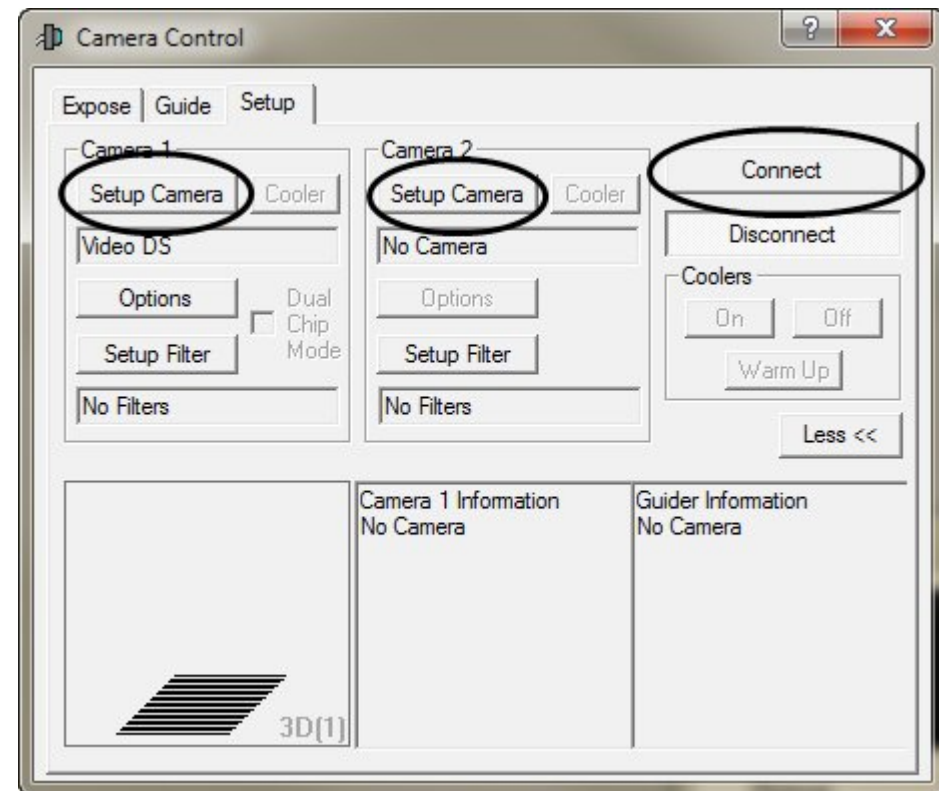 Camera Control
Expose Guide Setup
Camera 1
Setup Camera Cooler
Video DS
Options
Dual
Chip
Mode
Setup Filter
No Filters
Camera 2
Setup Camera Cooler
No Camera
Options
Setup Filter
No Filters
Connect
Disconnect
Coolers
On Off
Warm Up
Less <<
3D(1)
Camera 1 Information
No Camera
Guider Information
No Camera